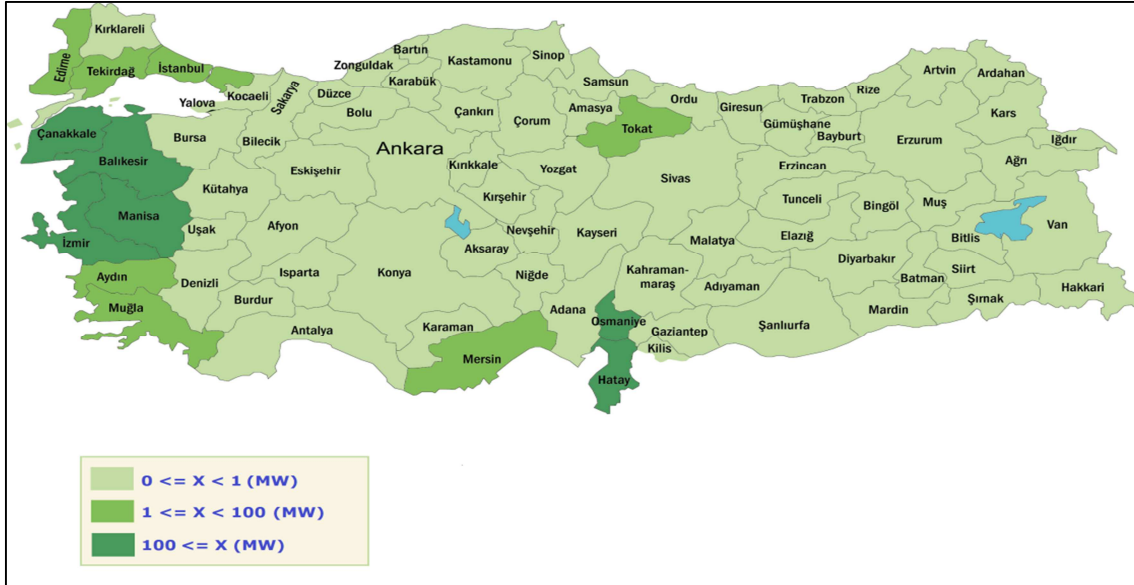 Kırklareli
Edirne
Tekirdağ
İstanbul
Kocaeli
Yalova
Sakarya
Düzce
Zonguldak
Bartın
Karabük
Kastamonu
Sinop
Samsun
Ordu
Giresun
Trabzon
Rize
Artvin
Ardahan
Kars
Iğdır
Çanakkale
Balıkesir
Bursa
Bilecik
Bolu
Çankırı
Çorum
Amasya
Tokat
Gümüşhane
Bayburt
Erzurum
Ağrı
Ankara
Eskişehir
Kütahya
Kırıkkale
Yozgat
Sivas
Erzincan
Tunceli
Bingöl
Muş
Van
Manisa
Uşak
Afyon
Kırşehir
Nevşehir
Kayseri
Malatya
Elazığ
Bitlis
İzmir
Aksaray
Diyarbakır
Batman
Siirt
Hakkari
Aydın
Denizli
Isparta
Konya
Niğde
Kahraman-
maraş
Adıyaman
Mardin
Şırnak
Muğla
Burdur
Antalya
Karaman
Mersin
Adana
Osmaniye
Gaziantep
Şanlıurfa
Kilis
Hatay
0 <= X < 1 (MW)
1 <= X < 100 (MW)
100 <= X (MW)